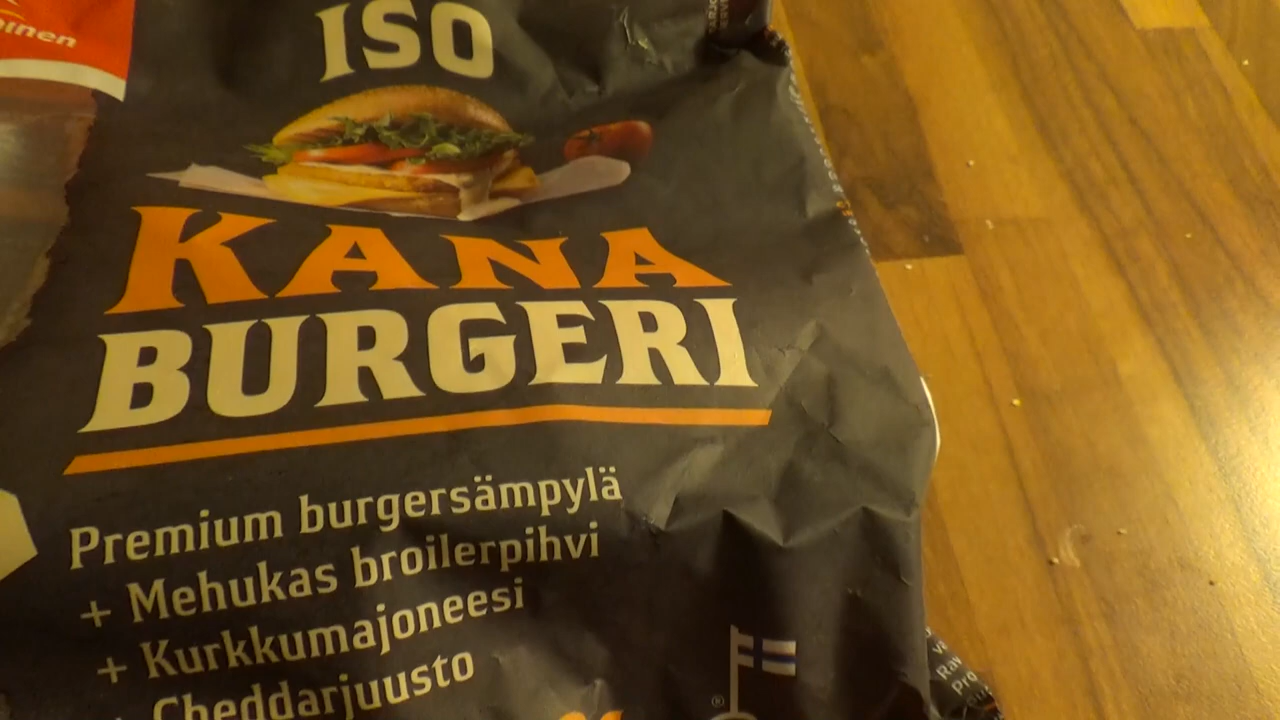 ISO
KANA
BURGERI
Premium burgersämpylä
+ Mehukas broilerpihvi
+ Kurkkumajoneesi
+ Cheddarjuusto
®